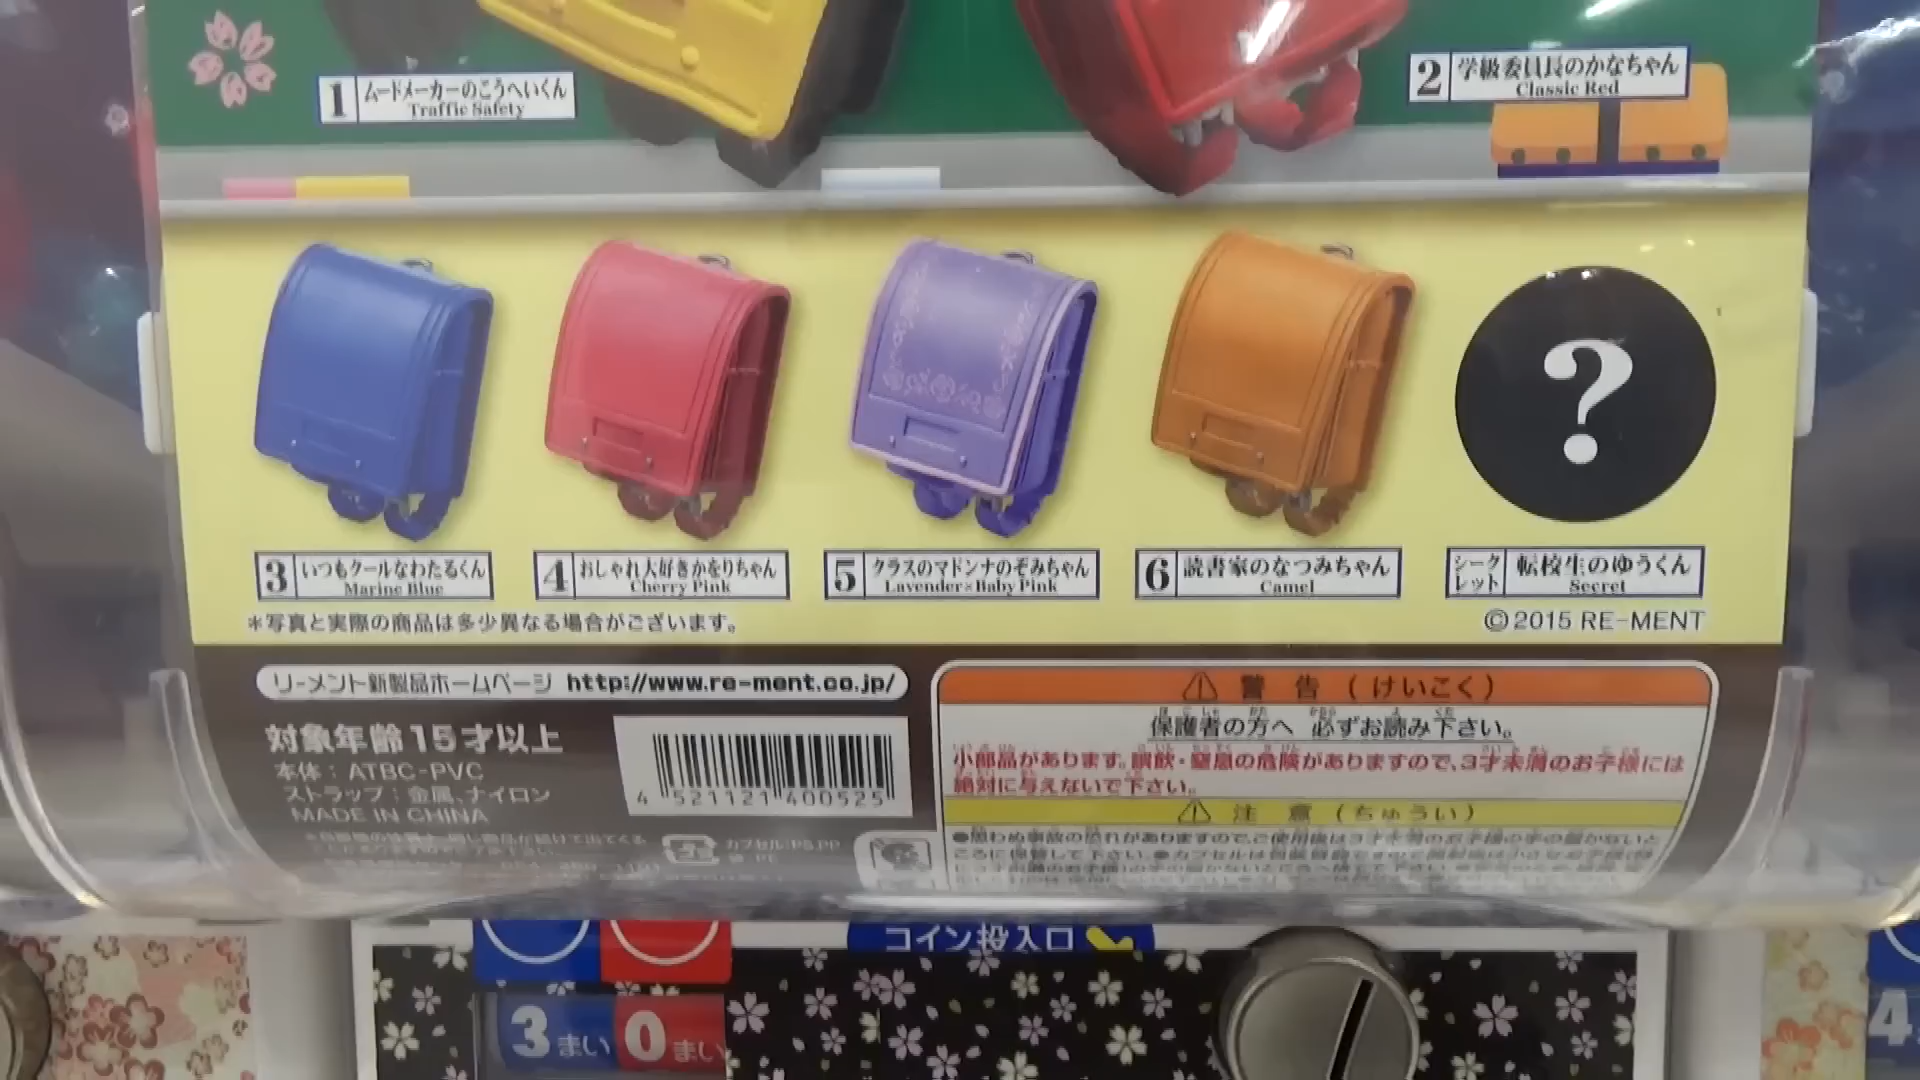 1 ムードメーカーのこうへいくん
Traffic Safety
2 学級委員長のかなちゃん
Classic Red
3 いつもクールなわたるくん
Marine Blue
4 おしゃれ大好きかをりちゃん
Cherry Pink
5 クラスのマドンナのぞみちゃん
Lavender×Baby Pink
6 読書家のなつみちゃん
Camel
シークレット 転校生のゆうくん
Secret
?
*写真と実際の商品は多少異なる場合がございます。
©2015 RE-MENT
リーメント新製品ホームページ http://www.re-ment.co.jp/
対象年齢15才以上
本体:ATBC-PVC
ストラップ:金属、ナイロン
MADE IN CHINA
4 521121 400525
カプセル:PS,PP
袋:PE
警告(けいこく)
保護者の方へ 必ずお読み下さい。
小部品があります。誤飲・窒息の危険がありますので、3才未満のお子様には
絶対に与えないで下さい。
注意(ちゅうい)
コイン投入口
3まい 0まい
4